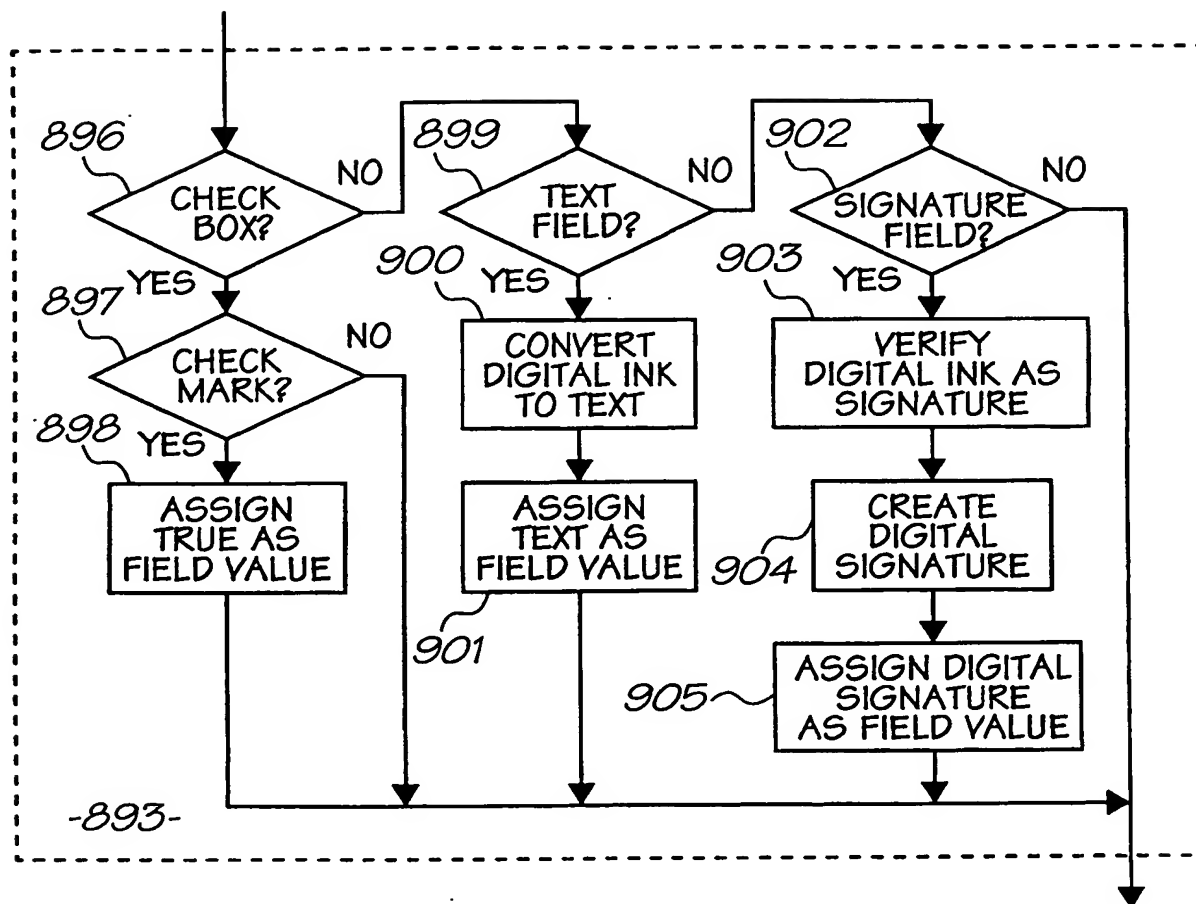 896
CHECK
BOX?
NO
YES
897
CHECK
MARK?
NO
YES
898
ASSIGN
TRUE AS
FIELD VALUE
899
TEXT
FIELD?
NO
YES
900
CONVERT
DIGITAL INK
TO TEXT
ASSIGN
TEXT AS
FIELD VALUE
901
902
SIGNATURE
FIELD?
NO
YES
903
VERIFY
DIGITAL INK AS
SIGNATURE
CREATE
DIGITAL
SIGNATURE
904
ASSIGN DIGITAL
SIGNATURE
AS FIELD VALUE
905
-893-